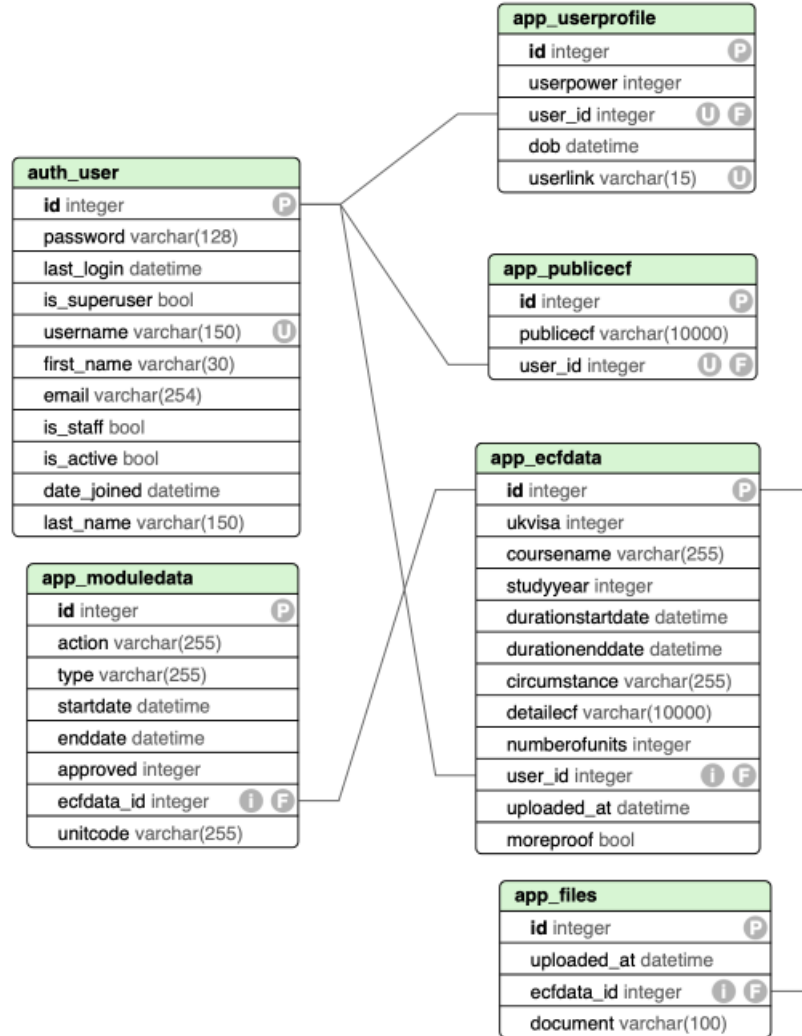 app_userprofile
id integer P
userpower integer
user_id integer U F
dob datetime
userlink varchar(15) U
auth_user
id integer P
password varchar(128)
last_login datetime
is_superuser bool
username varchar(150) U
first_name varchar(30)
email varchar(254)
is_staff bool
is_active bool
date_joined datetime
last_name varchar(150)
app_publicecf
id integer P
publicecf varchar(10000)
user_id integer U F
app_ecfdata
id integer P
ukvisa integer
coursename varchar(255)
studyyear integer
durationstartdate datetime
durationenddate datetime
circumstance varchar(255)
detailecf varchar(10000)
numberofunits integer
user_id integer i F
uploaded_at datetime
moreproof bool
app_moduledata
id integer P
action varchar(255)
type varchar(255)
startdate datetime
enddate datetime
approved integer
ecfdata_id integer i F
unitcode varchar(255)
app_files
id integer P
uploaded_at datetime
ecfdata_id integer i F
document varchar(100)